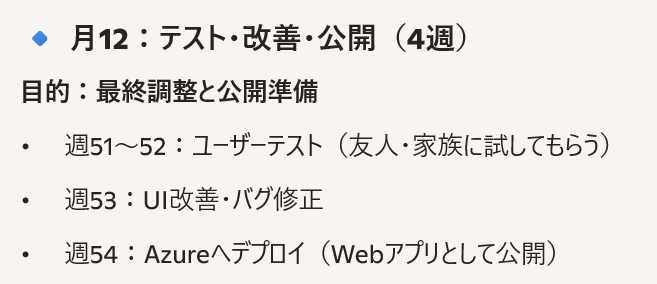 🔹 月12：テスト・改善・公開（4週）
目的：最終調整と公開準備
• 週51～52：ユーザーテスト（友人・家族に試してもらう）
• 週53：UI改善・バグ修正
• 週54：Azureへデプロイ（Webアプリとして公開）